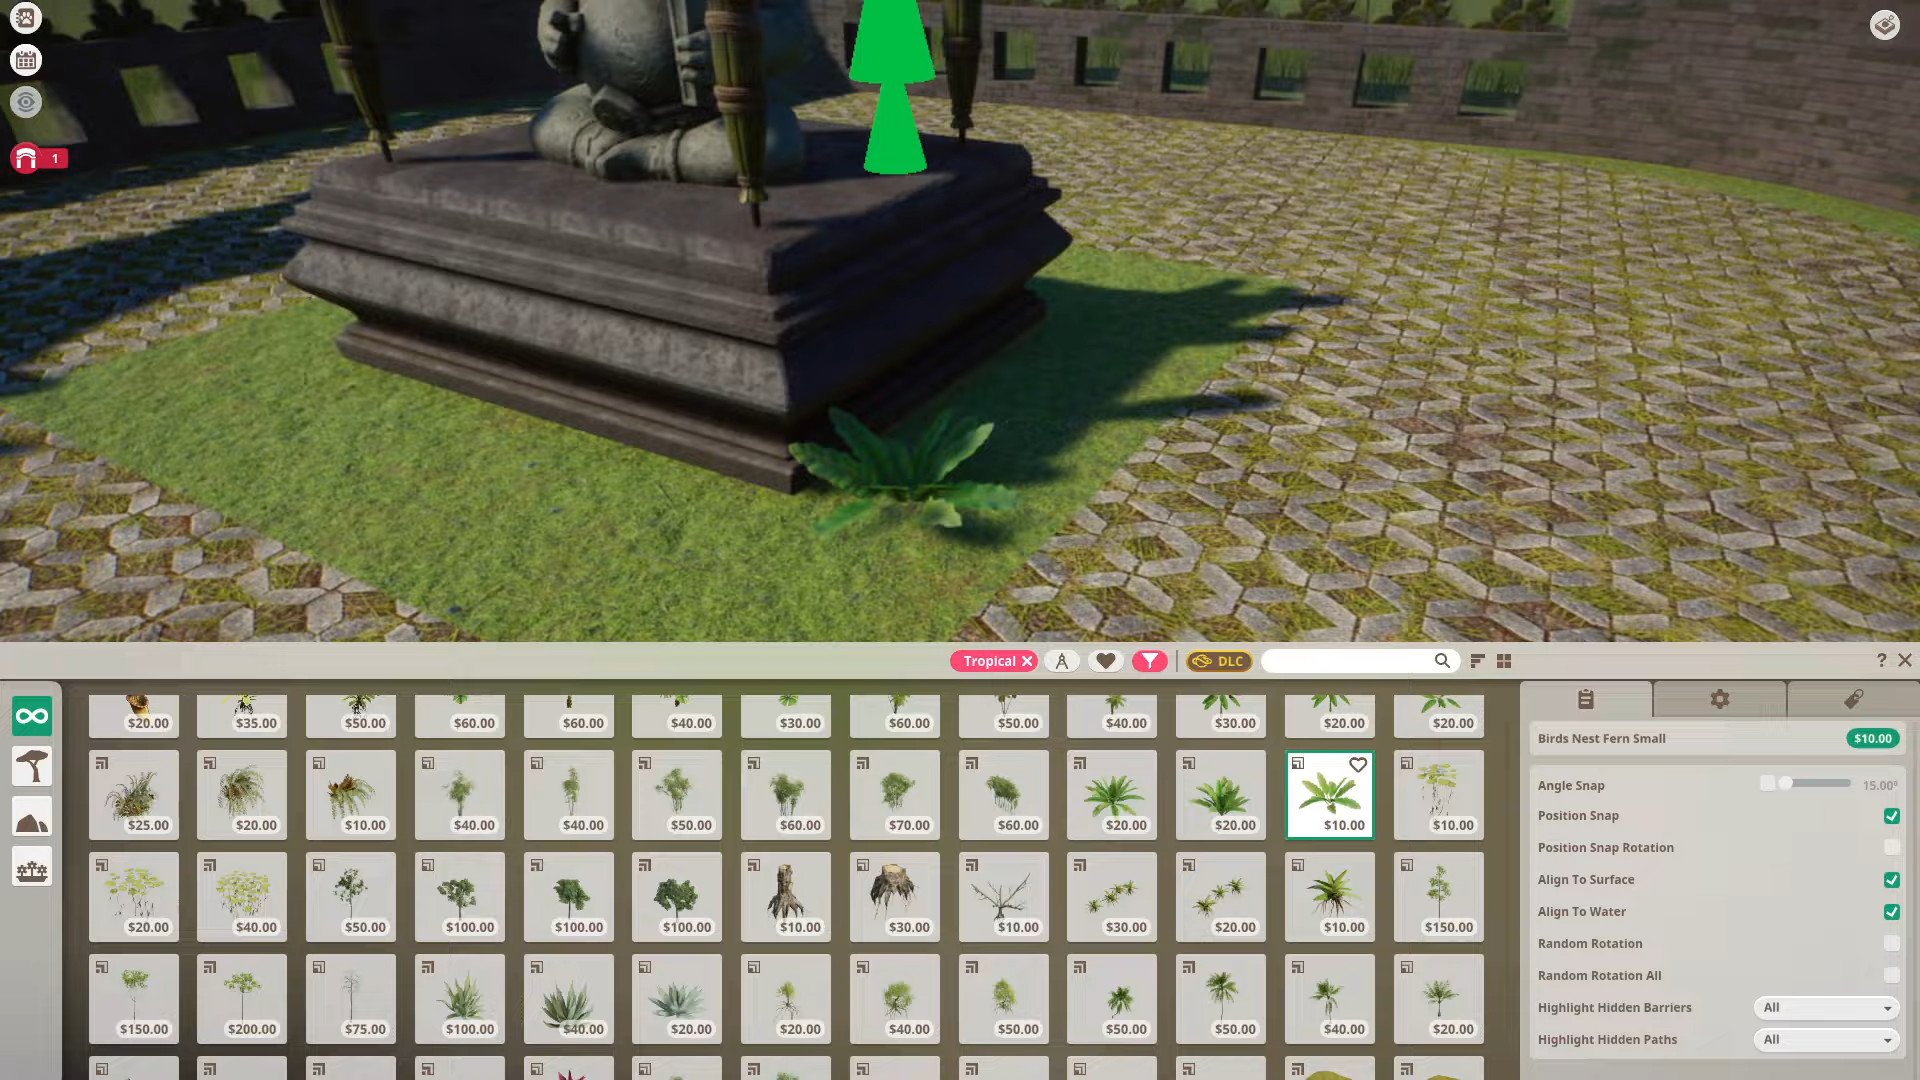 1
Tropical
DLC
?
$20.00 $35.00 $50.00 $60.00 $60.00 $40.00 $30.00 $60.00 $50.00 $40.00 $30.00 $20.00 $20.00
$25.00 $20.00 $10.00 $40.00 $40.00 $50.00 $60.00 $70.00 $60.00 $20.00 $20.00 $10.00 $10.00
$20.00 $40.00 $50.00 $100.00 $100.00 $100.00 $10.00 $30.00 $10.00 $30.00 $20.00 $10.00 $150.00
$150.00 $200.00 $75.00 $100.00 $40.00 $20.00 $20.00 $40.00 $50.00 $50.00 $50.00 $40.00 $20.00
Birds Nest Fern Small $10.00
Angle Snap 15.00°
Position Snap
Position Snap Rotation
Align To Surface
Align To Water
Random Rotation
Random Rotation All
Highlight Hidden Barriers All
Highlight Hidden Paths All